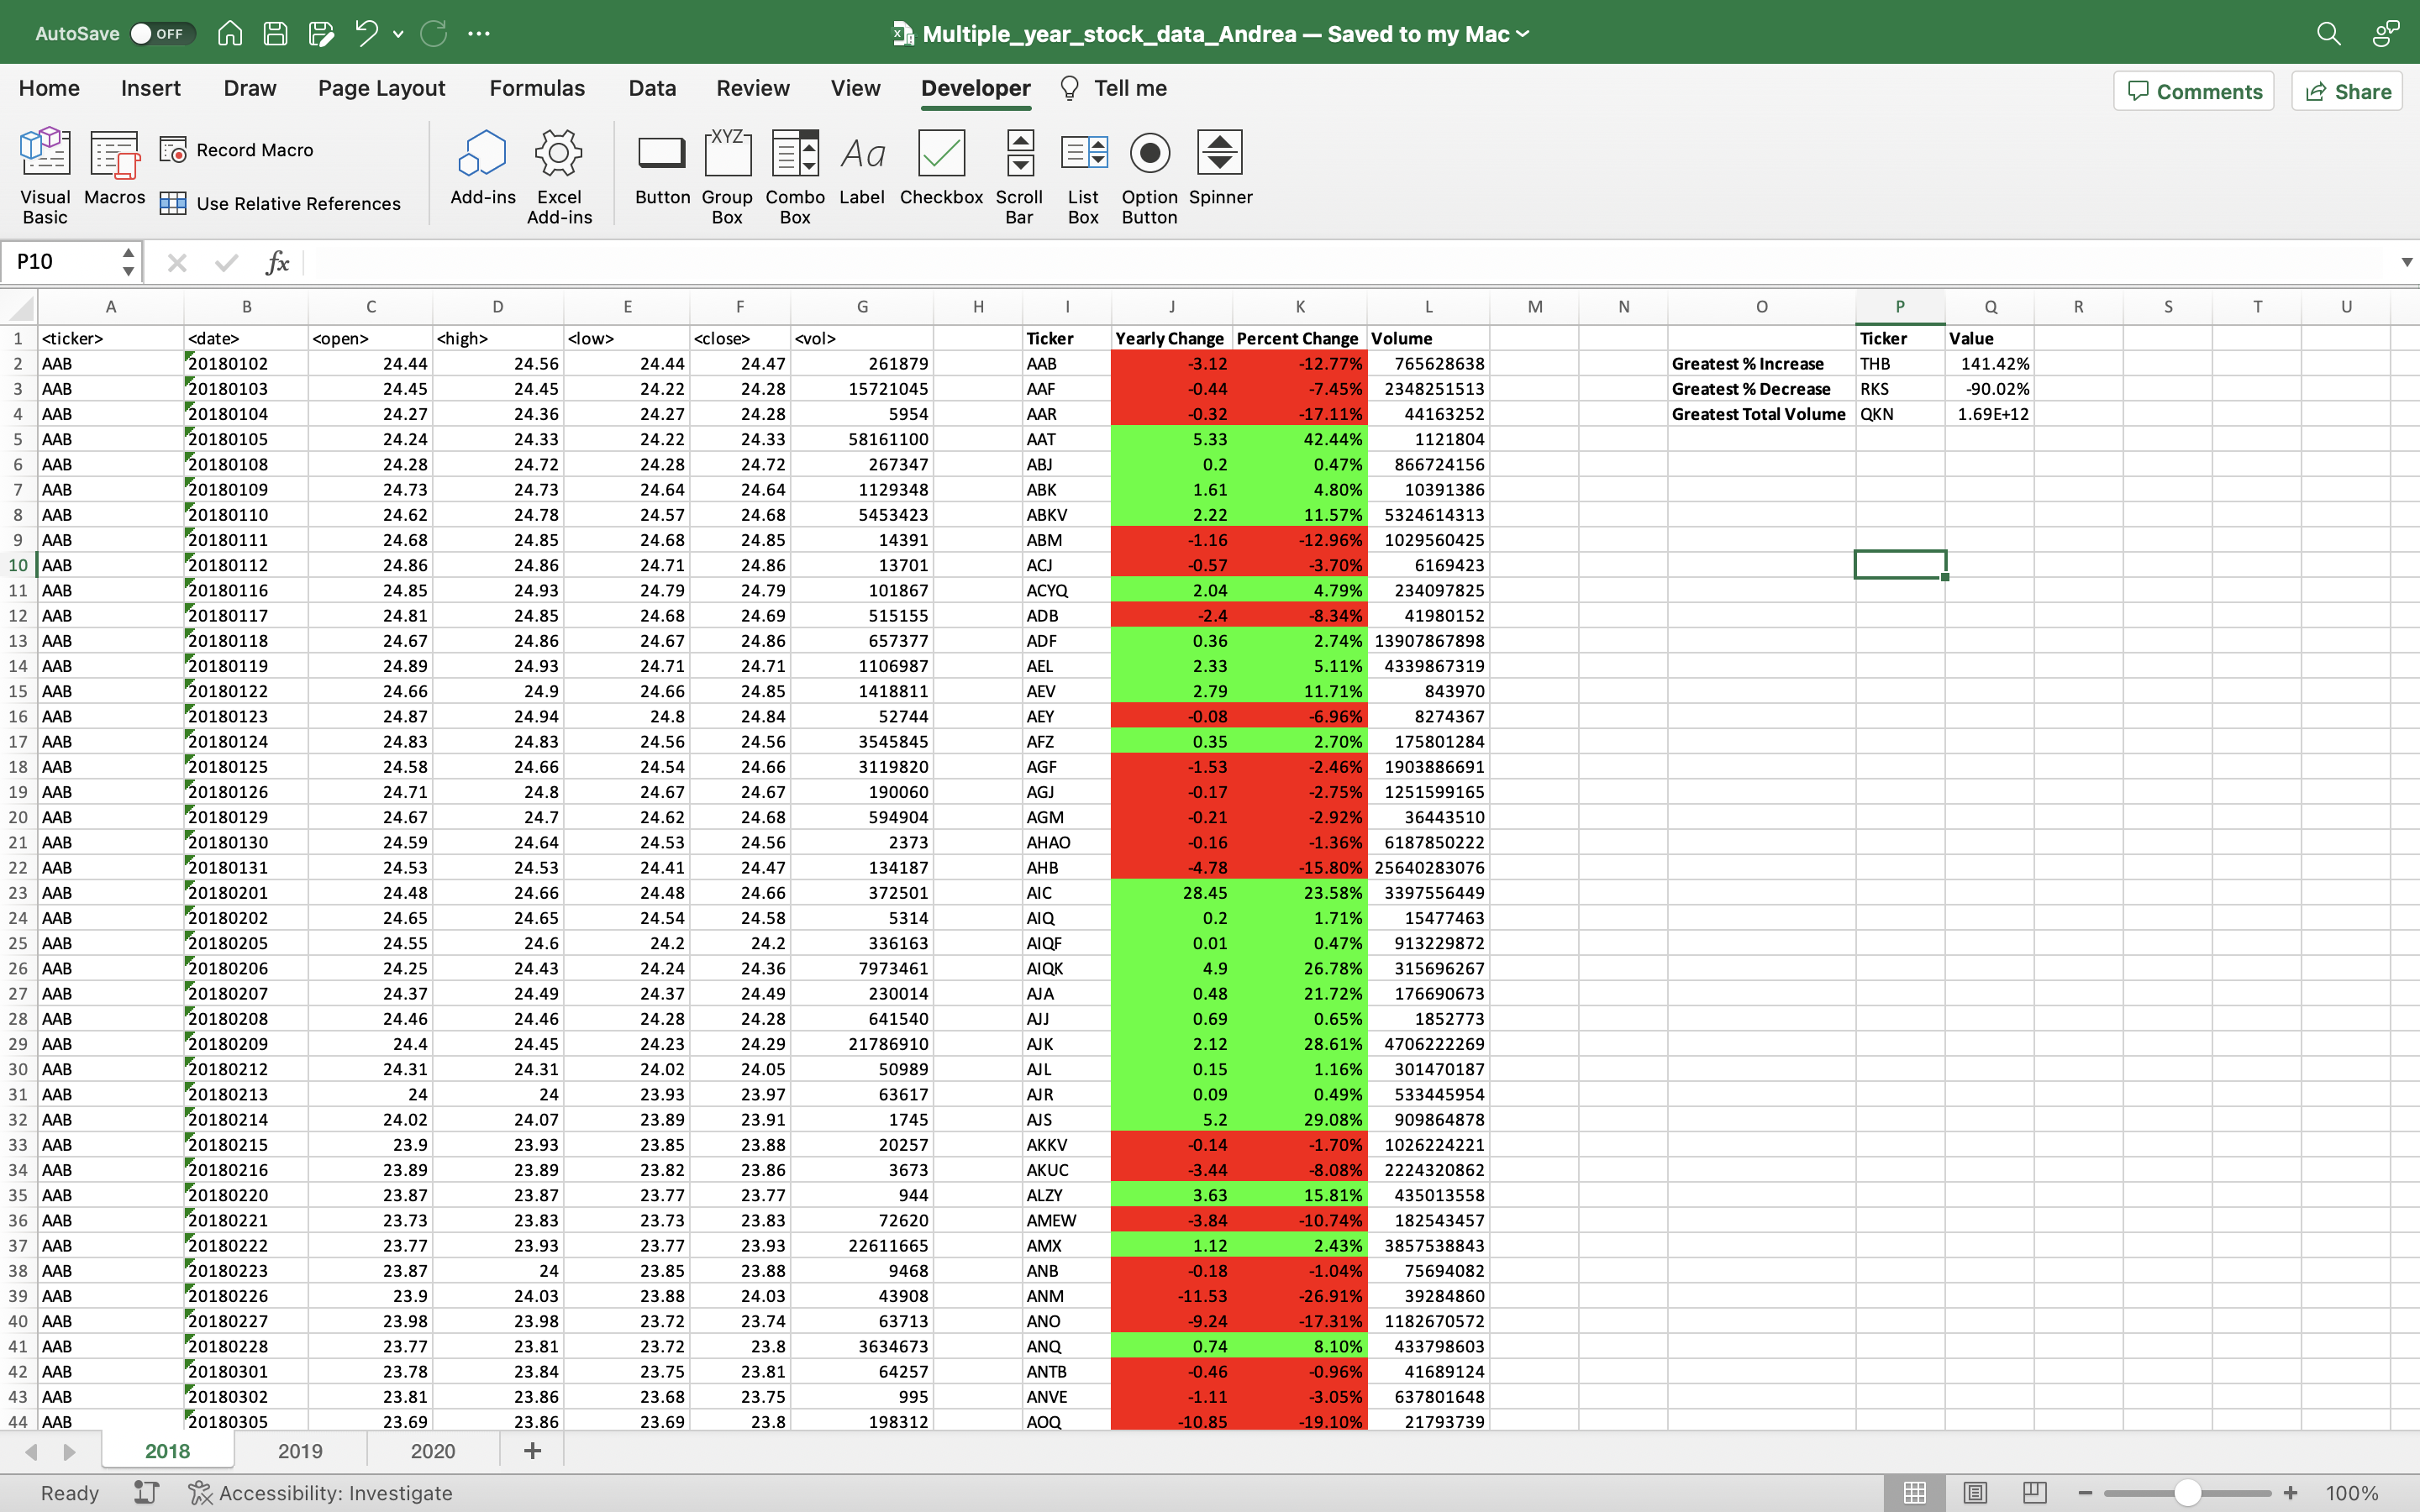 AutoSave OFF Multiple_year_stock_data_Andrea — Saved to my Mac
Home Insert Draw Page Layout Formulas Data Review View Developer Tell me Comments Share
Visual Basic Macros Record Macro Use Relative References Add-ins Excel Add-ins Button XYZ Group Box Combo Box Aa Label Checkbox Scroll Bar List Box Option Button Spinner
P10 fx
A B C D E F G H I J K L M N O P Q R S T U
1 <ticker> <date> <open> <high> <low> <close> <vol> Ticker Yearly Change Percent Change Volume Ticker Value
2 AAB 20180102 24.44 24.56 24.44 24.47 261879 AAB -3.12 -12.77% 765628638 Greatest % Increase THB 141.42%
3 AAB 20180103 24.45 24.45 24.22 24.28 15721045 AAF -0.44 -7.45% 2348251513 Greatest % Decrease RKS -90.02%
4 AAB 20180104 24.27 24.36 24.27 24.28 5954 AAR -0.32 -17.11% 44163252 Greatest Total Volume QKN 1.69E+12
5 AAB 20180105 24.24 24.33 24.22 24.33 58161100 AAT 5.33 42.44% 1121804
6 AAB 20180108 24.28 24.72 24.28 24.72 267347 ABJ 0.2 0.47% 866724156
7 AAB 20180109 24.73 24.73 24.64 24.64 1129348 ABK 1.61 4.80% 10391386
8 AAB 20180110 24.62 24.78 24.57 24.68 5453423 ABKV 2.22 11.57% 5324614313
9 AAB 20180111 24.68 24.85 24.68 24.85 14391 ABM -1.16 -12.96% 1029560425
10 AAB 20180112 24.86 24.86 24.71 24.86 13701 ACJ -0.57 -3.70% 6169423
11 AAB 20180116 24.85 24.93 24.79 24.79 101867 ACYQ 2.04 4.79% 234097825
12 AAB 20180117 24.81 24.85 24.68 24.69 515155 ADB -2.4 -8.34% 41980152
13 AAB 20180118 24.67 24.86 24.67 24.86 657377 ADF 0.36 2.74% 13907867898
14 AAB 20180119 24.89 24.93 24.71 24.71 1106987 AEL 2.33 5.11% 4339867319
15 AAB 20180122 24.66 24.9 24.66 24.85 1418811 AEV 2.79 11.71% 843970
16 AAB 20180123 24.87 24.94 24.8 24.84 52744 AEY -0.08 -6.96% 8274367
17 AAB 20180124 24.83 24.83 24.56 24.56 3545845 AFZ 0.35 2.70% 175801284
18 AAB 20180125 24.58 24.66 24.54 24.66 3119820 AGF -1.53 -2.46% 1903886691
19 AAB 20180126 24.71 24.8 24.67 24.67 190060 AGJ -0.17 -2.75% 1251599165
20 AAB 20180129 24.67 24.7 24.62 24.68 594904 AGM -0.21 -2.92% 36443510
21 AAB 20180130 24.59 24.64 24.53 24.56 2373 AHAO -0.16 -1.36% 6187850222
22 AAB 20180131 24.53 24.53 24.41 24.47 134187 AHB -4.78 -15.80% 25640283076
23 AAB 20180201 24.48 24.66 24.48 24.66 372501 AIC 28.45 23.58% 3397556449
24 AAB 20180202 24.65 24.65 24.54 24.58 5314 AIQ 0.2 1.71% 15477463
25 AAB 20180205 24.55 24.6 24.2 24.2 336163 AIQF 0.01 0.47% 913229872
26 AAB 20180206 24.25 24.43 24.24 24.36 7973461 AIQK 4.9 26.78% 315696267
27 AAB 20180207 24.37 24.49 24.37 24.49 230014 AJA 0.48 21.72% 176690673
28 AAB 20180208 24.46 24.46 24.28 24.28 641540 AJJ 0.69 0.65% 1852773
29 AAB 20180209 24.4 24.45 24.23 24.29 21786910 AJK 2.12 28.61% 4706222269
30 AAB 20180212 24.31 24.31 24.02 24.05 50989 AJL 0.15 1.16% 301470187
31 AAB 20180213 24 24 23.93 23.97 63617 AJR 0.09 0.49% 533445954
32 AAB 20180214 24.02 24.07 23.89 23.91 1745 AJS 5.2 29.08% 909864878
33 AAB 20180215 23.9 23.93 23.85 23.88 20257 AKKV -0.14 -1.70% 1026224221
34 AAB 20180216 23.89 23.89 23.82 23.86 3673 AKUC -3.44 -8.08% 2224320862
35 AAB 20180220 23.87 23.87 23.77 23.77 944 ALZY 3.63 15.81% 435013558
36 AAB 20180221 23.73 23.83 23.73 23.83 72620 AMEW -3.84 -10.74% 182543457
37 AAB 20180222 23.77 23.93 23.77 23.93 22611665 AMX 1.12 2.43% 3857538843
38 AAB 20180223 23.87 24 23.85 23.88 9468 ANB -0.18 -1.04% 75694082
39 AAB 20180226 23.9 24.03 23.88 24.03 43908 ANM -11.53 -26.91% 39284860
40 AAB 20180227 23.98 23.98 23.72 23.74 63713 ANO -9.24 -17.31% 1182670572
41 AAB 20180228 23.77 23.81 23.72 23.8 3634673 ANQ 0.74 8.10% 433798603
42 AAB 20180301 23.78 23.84 23.75 23.81 64257 ANTB -0.46 -0.96% 41689124
43 AAB 20180302 23.81 23.86 23.68 23.75 995 ANVE -1.11 -3.05% 637801648
44 AAB 20180305 23.69 23.86 23.69 23.8 198312 AOQ -10.85 -19.10% 21793739
2018 2019 2020 +
Ready Accessibility: Investigate 100%